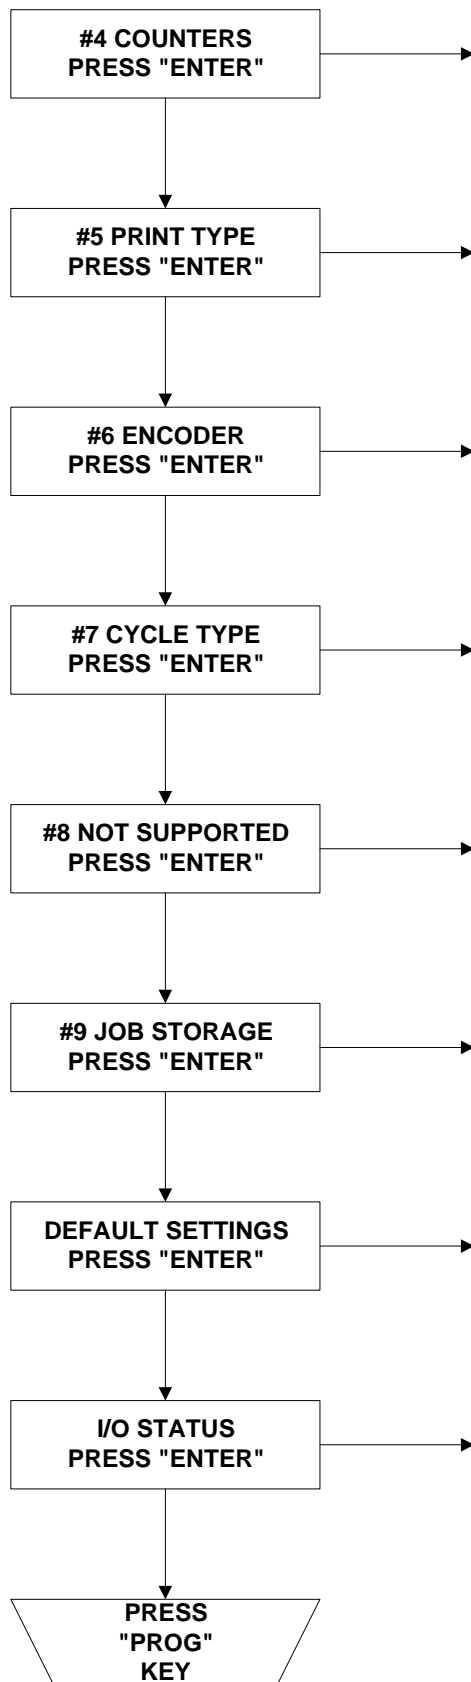 #4 COUNTERS
PRESS "ENTER"
#5 PRINT TYPE
PRESS "ENTER"
#6 ENCODER
PRESS "ENTER"
#7 CYCLE TYPE
PRESS "ENTER"
#8 NOT SUPPORTED
PRESS "ENTER"
#9 JOB STORAGE
PRESS "ENTER"
DEFAULT SETTINGS
PRESS "ENTER"
I/O STATUS
PRESS "ENTER"
PRESS
"PROG"
KEY